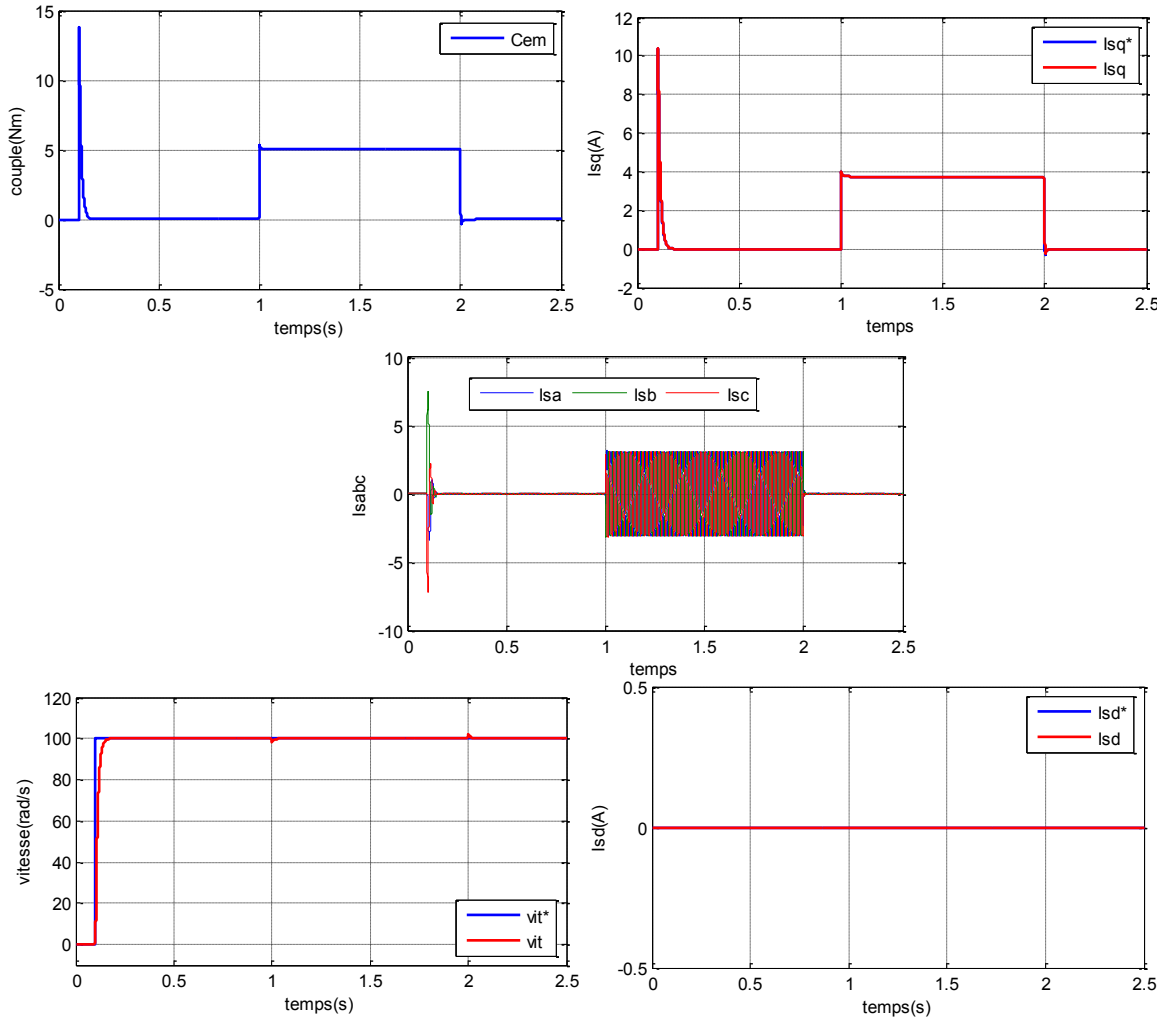 15
10
5
0
-5
couple(Nm)
Cem
0 0.5 1 1.5 2 2.5
temps(s)
12
10
8
6
4
2
0
-2
Isq(A)
Isq*
Isq
0 0.5 1 1.5 2 2.5
temps
10
5
0
-5
-10
Isabc
Isa Isb Isc
0.5 1 1.5 2 2.5
temps
120
100
80
60
40
20
0
vitesse(rad/s)
vit*
vit
0 0.5 1 1.5 2 2.5
temps(s)
0.5
0
-0.5
Isd(A)
Isd*
Isd
0 0.5 1 1.5 2 2.5
temps(s)